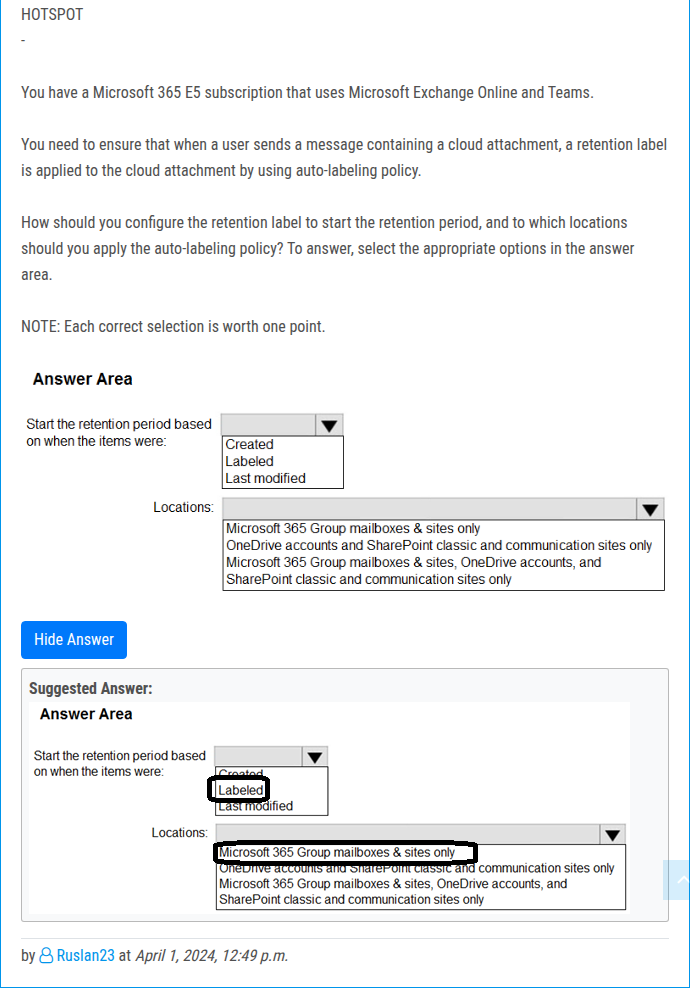 HOTSPOT
-
You have a Microsoft 365 E5 subscription that uses Microsoft Exchange Online and Teams.
You need to ensure that when a user sends a message containing a cloud attachment, a retention label
is applied to the cloud attachment by using auto-labeling policy.
How should you configure the retention label to start the retention period, and to which locations
should you apply the auto-labeling policy? To answer, select the appropriate options in the answer
area.
NOTE: Each correct selection is worth one point.
Answer Area
Start the retention period based
on when the items were:
Created
Labeled
Last modified
Locations:
Microsoft 365 Group mailboxes & sites only
OneDrive accounts and SharePoint classic and communication sites only
Microsoft 365 Group mailboxes & sites, OneDrive accounts, and
SharePoint classic and communication sites only
Hide Answer
Suggested Answer:
Answer Area
Start the retention period based
on when the items were:
Created
Labeled
Last modified
Locations:
Microsoft 365 Group mailboxes & sites only
OneDrive accounts and SharePoint classic and communication sites only
Microsoft 365 Group mailboxes & sites, OneDrive accounts, and
SharePoint classic and communication sites only
by Ruslan23 at April 1, 2024, 12:49 p.m.